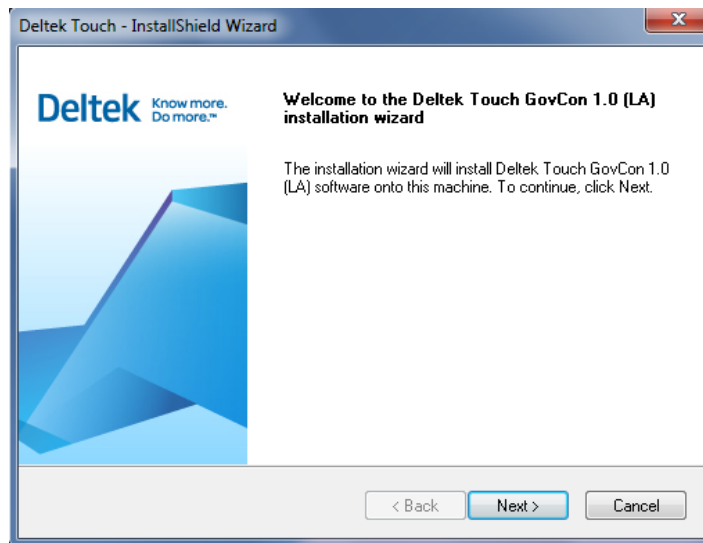 Deltek Touch - InstallShield Wizard
Deltek Know more.
Do more.™
Welcome to the Deltek Touch GovCon 1.0 (LA)
installation wizard
The installation wizard will install Deltek Touch GovCon 1.0
(LA) software onto this machine. To continue, click Next.
< Back Next > Cancel